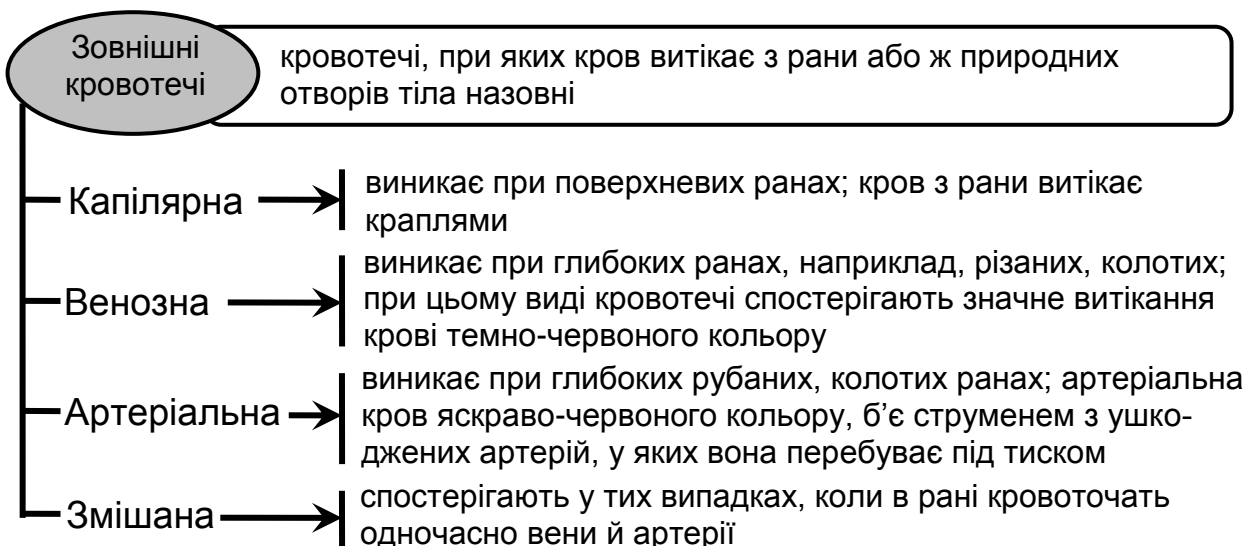 Зовнішні
кровотечі
кровотечі, при яких кров витікає з рани або ж природних
отворів тіла назовні
Капілярна
виникає при поверхневих ранах; кров з рани витікає
краплями
Венозна
виникає при глибоких ранах, наприклад, різаних, колотих;
при цьому виді кровотечі спостерігають значне витікання
крові темно-червоного кольору
Артеріальна
виникає при глибоких рубаних, колотих ранах; артеріальна
кров яскраво-червоного кольору, б’є струменем з ушко-
джених артерій, у яких вона перебуває під тиском
Змішана
спостерігають у тих випадках, коли в рані кровоточать
одночасно вени й артерії